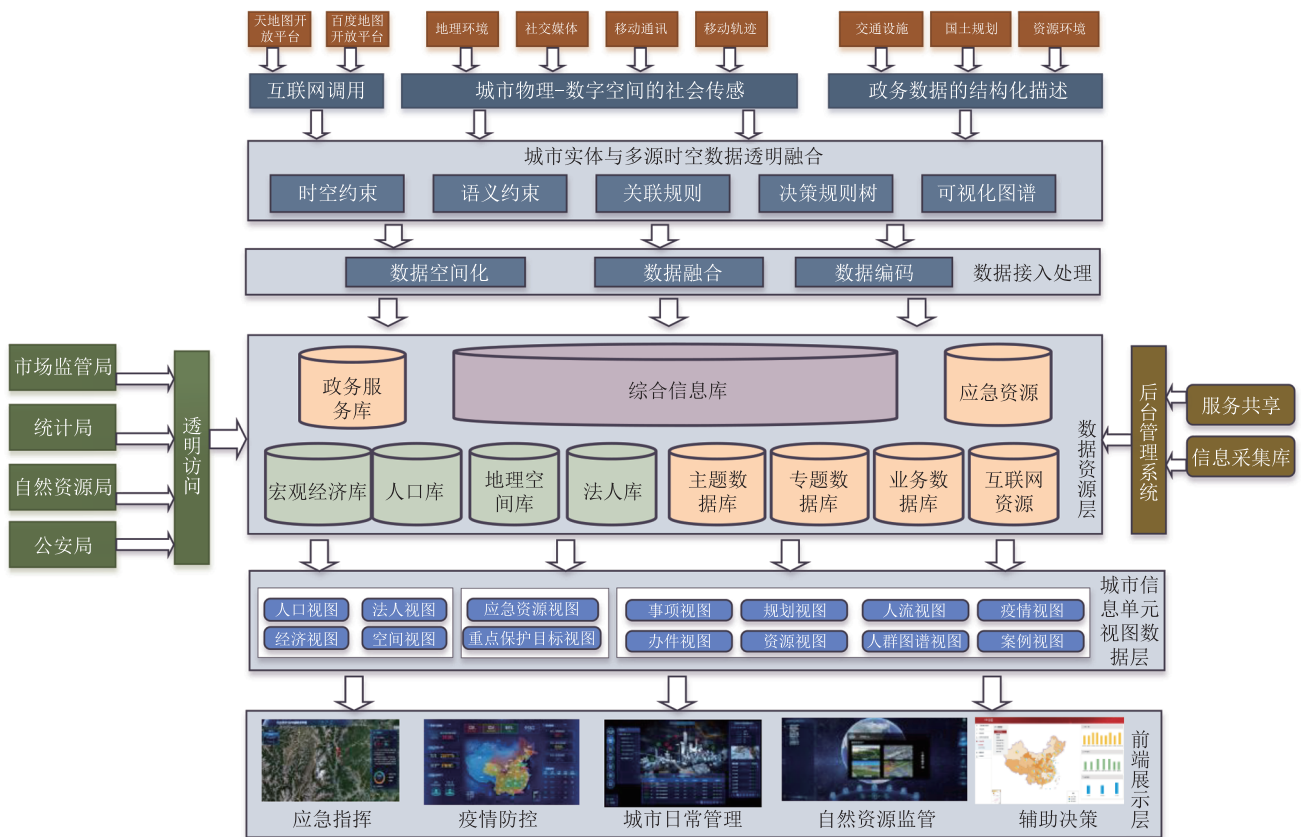 天地图开
放平台
百度地图
开放平台
地理环境
社交媒体
移动通讯
移动轨迹
交通设施
国土规划
资源环境
互联网调用
城市物理-数字空间的社会传感
政务数据的结构化描述
城市实体与多源时空数据透明融合
时空约束
语义约束
关联规则
决策规则树
可视化图谱
数据空间化
数据融合
数据编码
数据接入处理
市场监管局
统计局
自然资源局
公安局
透明访问
政务服
务库
综合信息库
应急资源
宏观经济库
人口库
地理空
间库
法人库
主题数
据库
专题数
据库
业务数
据库
互联网
资源
数据资源层
后台管理系统
服务共享
信息采集库
人口视图
法人视图
经济视图
空间视图
应急资源视图
重点保护目标视图
事项视图
规划视图
人流视图
疫情视图
办件视图
资源视图
人群图谱视图
案例视图
城市信
息单元
视图数
据层
应急指挥
疫情防控
城市日常管理
自然资源监管
辅助决策
前端展示层